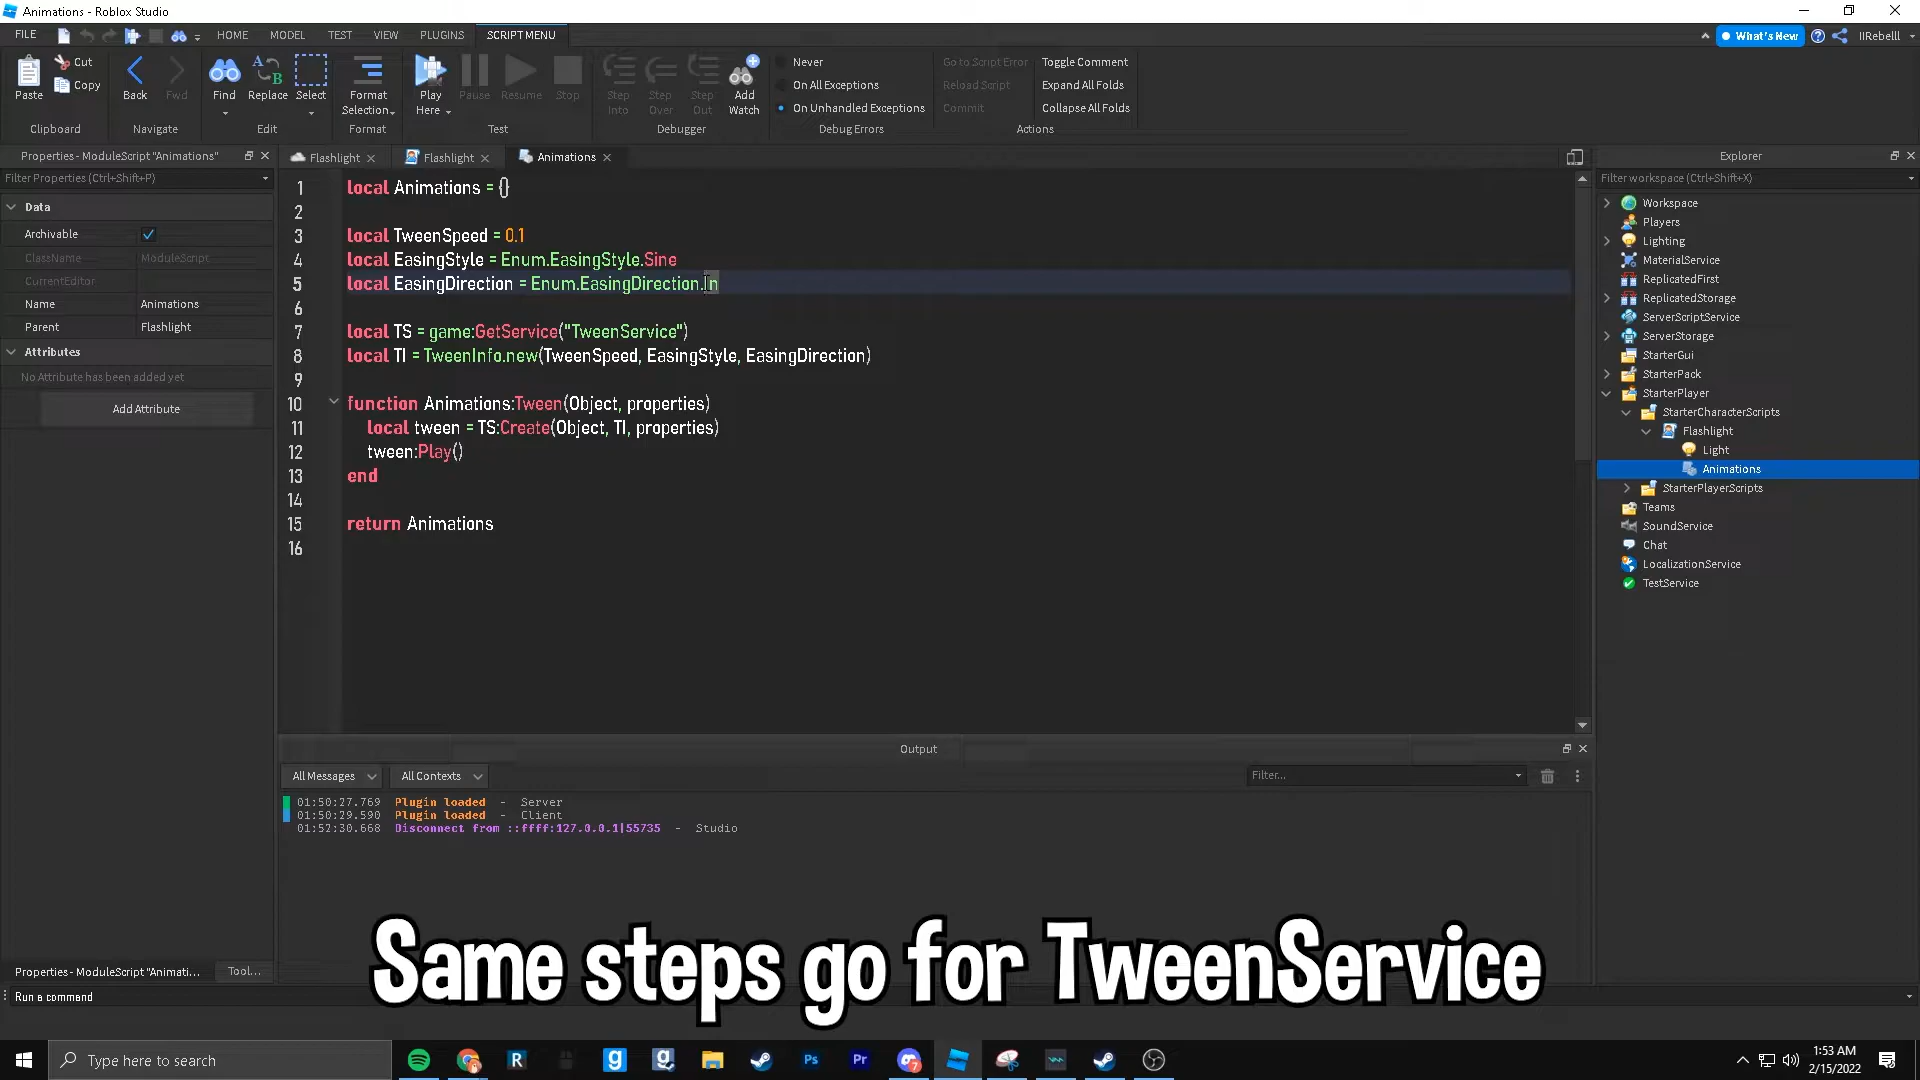 Animations - Roblox Studio
FILE HOME MODEL TEST VIEW PLUGINS SCRIPT MENU What's New IIRebelll
Paste Cut Copy Back Fwd Find Replace Select Format Selection Play Here Pause Resume Stop Step Into Step Over Step Out Add Watch
Never
On All Exceptions
On Unhandled Exceptions
Go to Script Error
Reload Script
Commit
Toggle Comment
Expand All Folds
Collapse All Folds
Clipboard Navigate Edit Format Test Debugger Debug Errors Actions
Properties - ModuleScript "Animations"
Filter Properties (Ctrl+Shift+P)
Data
Archivable
ClassName ModuleScript
CurrentEditor
Name Animations
Parent Flashlight
Attributes
No Attribute has been added yet
Add Attribute
Flashlight Flashlight Animations
1 local Animations = {}
2
3 local TweenSpeed = 0.1
4 local EasingStyle = Enum.EasingStyle.Sine
5 local EasingDirection = Enum.EasingDirection.In
6
7 local TS = game:GetService("TweenService")
8 local TI = TweenInfo.new(TweenSpeed, EasingStyle, EasingDirection)
9
10 function Animations:Tween(Object, properties)
11 local tween = TS:Create(Object, TI, properties)
12 tween:Play()
13 end
14
15 return Animations
16
Explorer
Filter workspace (Ctrl+Shift+X)
Workspace
Players
Lighting
MaterialService
ReplicatedFirst
ReplicatedStorage
ServerScriptService
ServerStorage
StarterGui
StarterPack
StarterPlayer
StarterCharacterScripts
Flashlight
Light
Animations
StarterPlayerScripts
Teams
SoundService
Chat
LocalizationService
TestService
Output
All Messages All Contexts Filter...
01:50:27.769 Plugin loaded - Server
01:50:29.590 Plugin loaded - Client
01:52:30.668 Disconnect from ::ffff:127.0.0.1|55735 - Studio
Same steps go for TweenService
Properties - ModuleScript "Animati... Tool...
Run a command
Type here to search
R
g
Ps
Pr
1:53 AM
2/15/2022